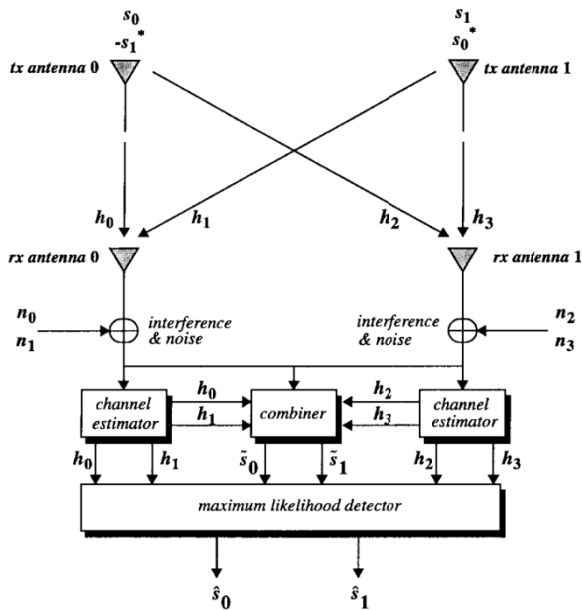 s₀ s₁
-s₁* s₀*
tx antenna 0 tx antenna 1
h₀ h₁ h₂ h₃
rx antenna 0 rx antenna 1
n₀ interference interference n₂
n₁ & noise & noise n₃
channel estimator h₀ combiner h₂ channel estimator
h₁ h₃
h₀ h₁ s̃₀ s̃₁ h₂ h₃
maximum likelihood detector
ŝ₀ ŝ₁